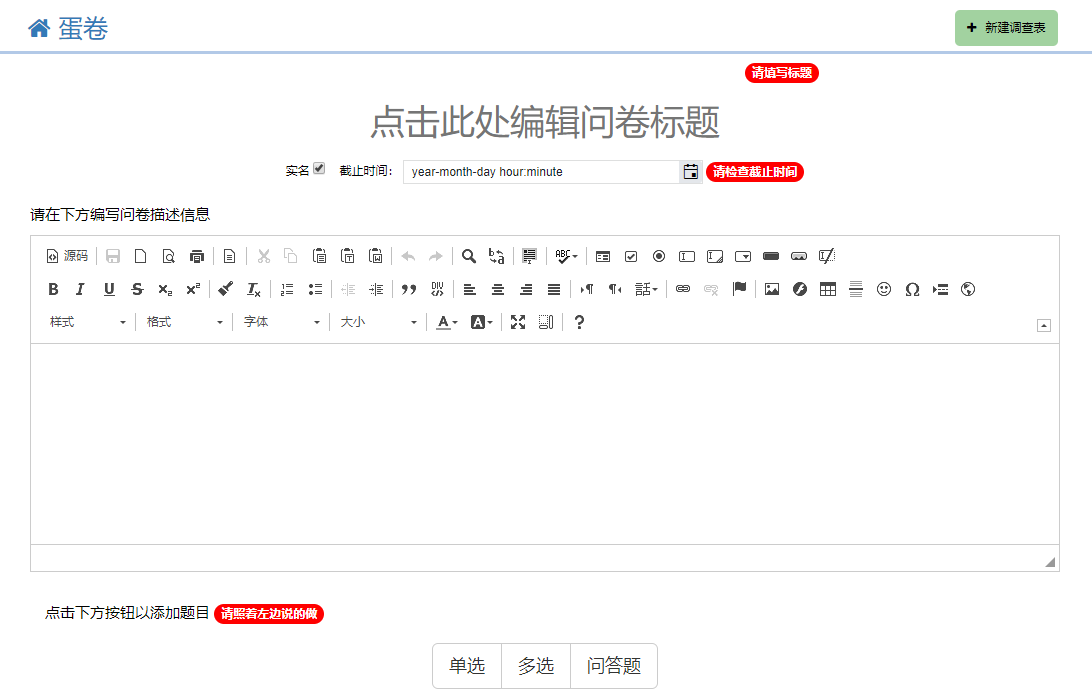 蛋卷
新建调查表
请填写标题
点击此处编辑问卷标题
实名 截止时间: year-month-day hour:minute 请检查截止时间
请在下方编写问卷描述信息
源码
B I U S x₂ x²
样式 格式 字体 大小 A A ?
点击下方按钮以添加题目 请照着左边说的做
单选 多选 问答题